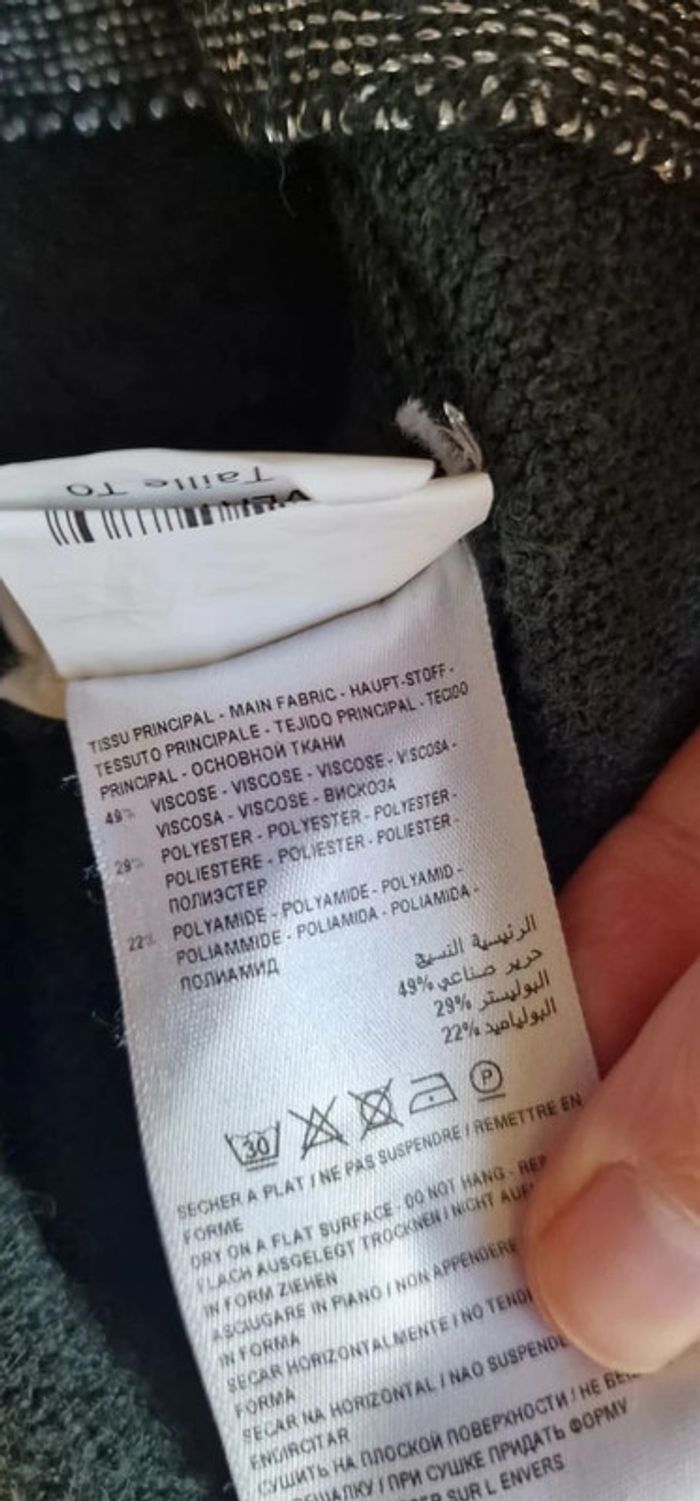 Taille TO
TISSU PRINCIPAL - MAIN FABRIC - HAUPT-STOFF -
TESSUTO PRINCIPALE - TEJIDO PRINCIPAL - TECIDO
PRINCIPAL - ОСНОВНОЙ ТКАНИ
49% VISCOSE - VISCOSE - VISCOSE - VISCOSA -
VISCOSA - VISCOSE - ВИСКОЗА
29% POLYESTER - POLYESTER - POLYESTER -
POLIESTERE - POLIESTER - POLIESTER -
ПОЛИЭСТЕР
22% POLYAMIDE - POLYAMIDE - POLYAMID -
POLIAMMIDE - POLIAMIDA - POLIAMIDA -
ПОЛИАМИД
الرئيسية النسيج
حرير صناعي 49%
البوليستر 29%
البولياميد 22%
30 P
SECHER A PLAT / NE PAS SUSPENDRE / REMETTRE EN
FORME
DRY ON A FLAT SURFACE - DO NOT HANG -
FLACH AUSGELEGT TROCKNEN / NICHT
IN FORM ZIEHEN
ASCIUGARE IN PIANO / NON APPENDERE
IN FORMA
SECAR HORIZONTALMENTE / NO
FORMA
SECAR NA HORIZONTAL / NAO
ENDIRCITAR
СУШИТЬ НА ПЛОСКОЙ ПОВЕРХНОСТИ / НЕ
ПРИ СУШКЕ ПРИДАТЬ ФОРМУ
SUR L ENVERS